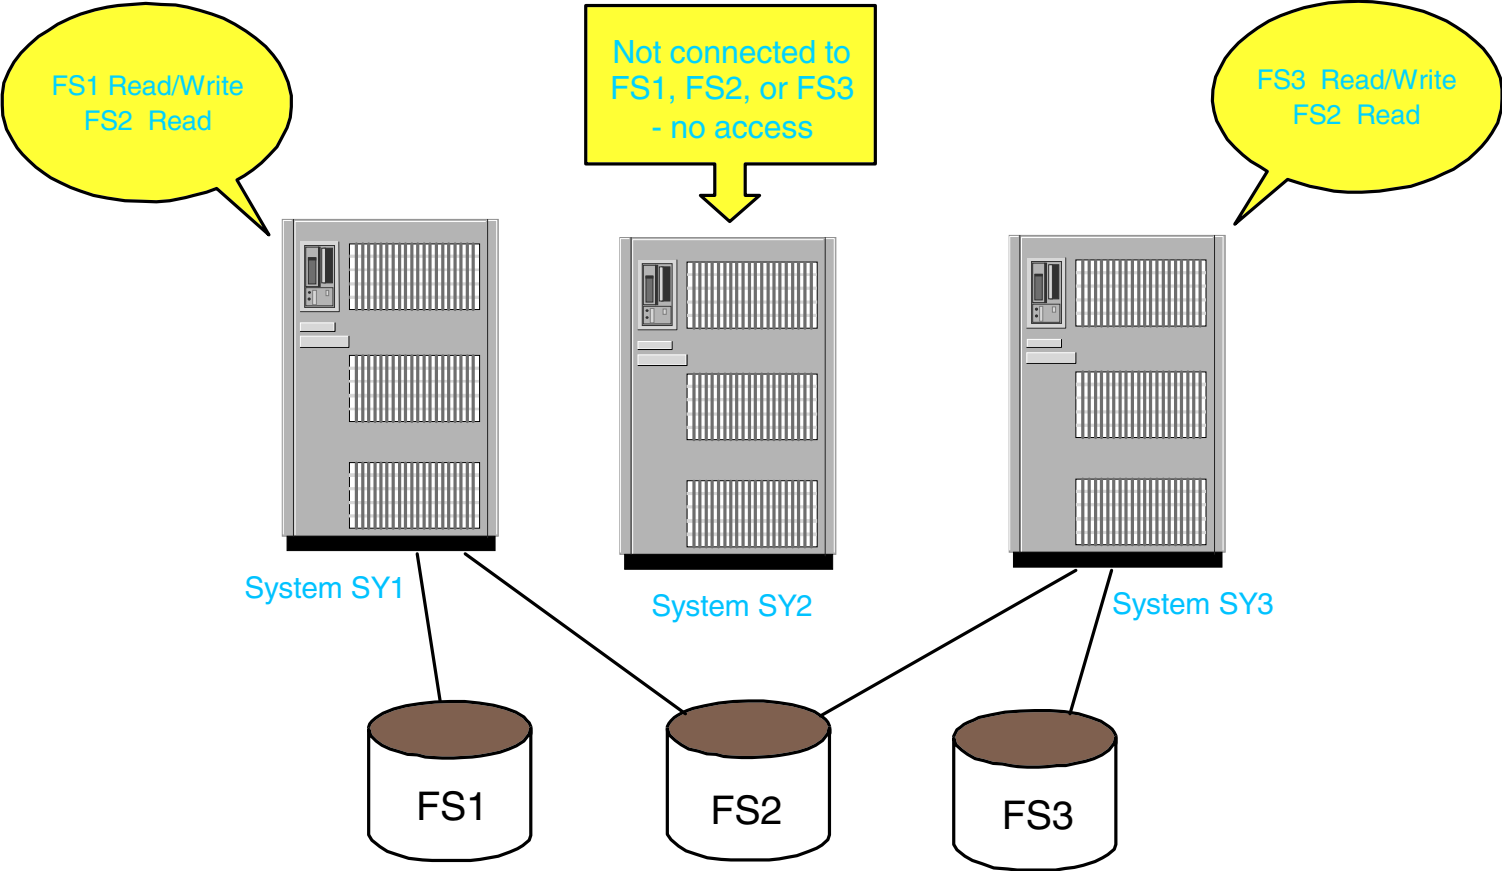 FS1 Read/Write
FS2 Read
Not connected to
FS1, FS2, or FS3
- no access
FS3 Read/Write
FS2 Read
System SY1
System SY2
System SY3
FS1
FS2
FS3